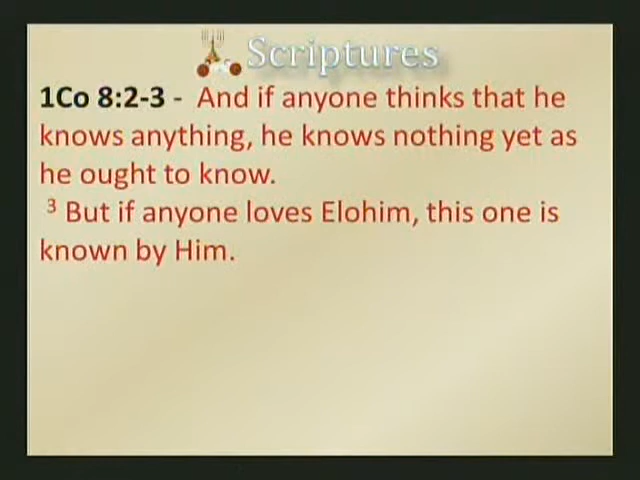 Scriptures
1Co 8:2-3 - And if anyone thinks that he
knows anything, he knows nothing yet as
he ought to know.
3 But if anyone loves Elohim, this one is
known by Him.